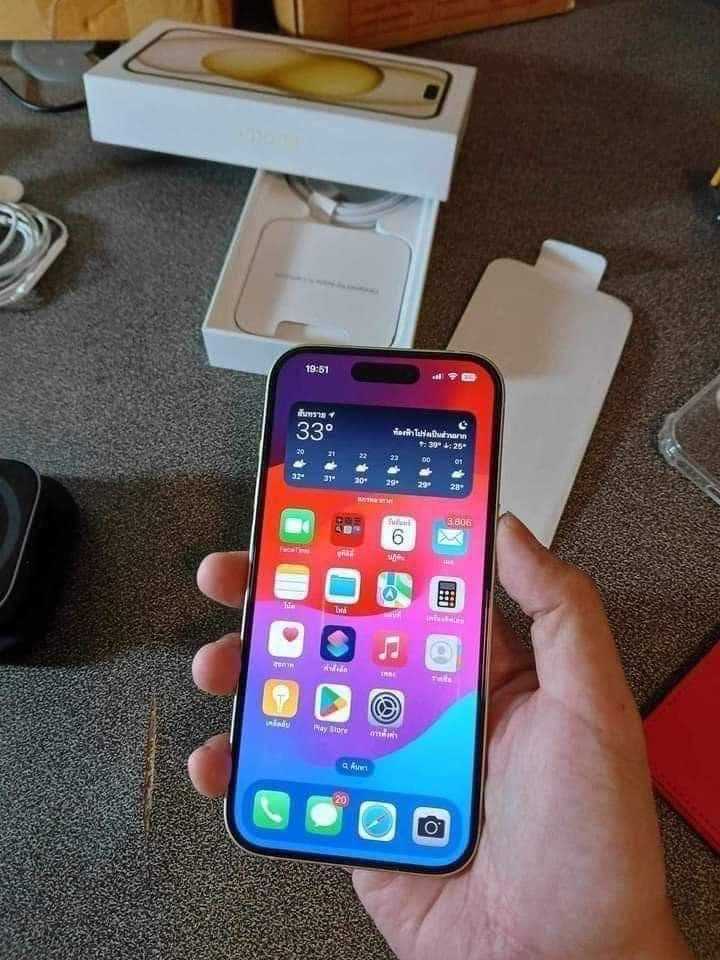 19:51
สันทราย
33°
ท้องฟ้าโปร่งเป็นส่วนมาก
↑: 39° ↓: 25°
20 21 22 23 00 01
32° 31° 30° 29° 29° 28°
สภาพอากาศ
3,806
FaceTime ยูทิลิตี้ วันจันทร์ 6 ปฏิทิน เมล
โน้ต ไฟล์ แผนที่ เครื่องคิดเลข
สุขภาพ คำสั่งลัด เพลง รายชื่อ
เคล็ดลับ Play Store การตั้งค่า
ค้นหา
20